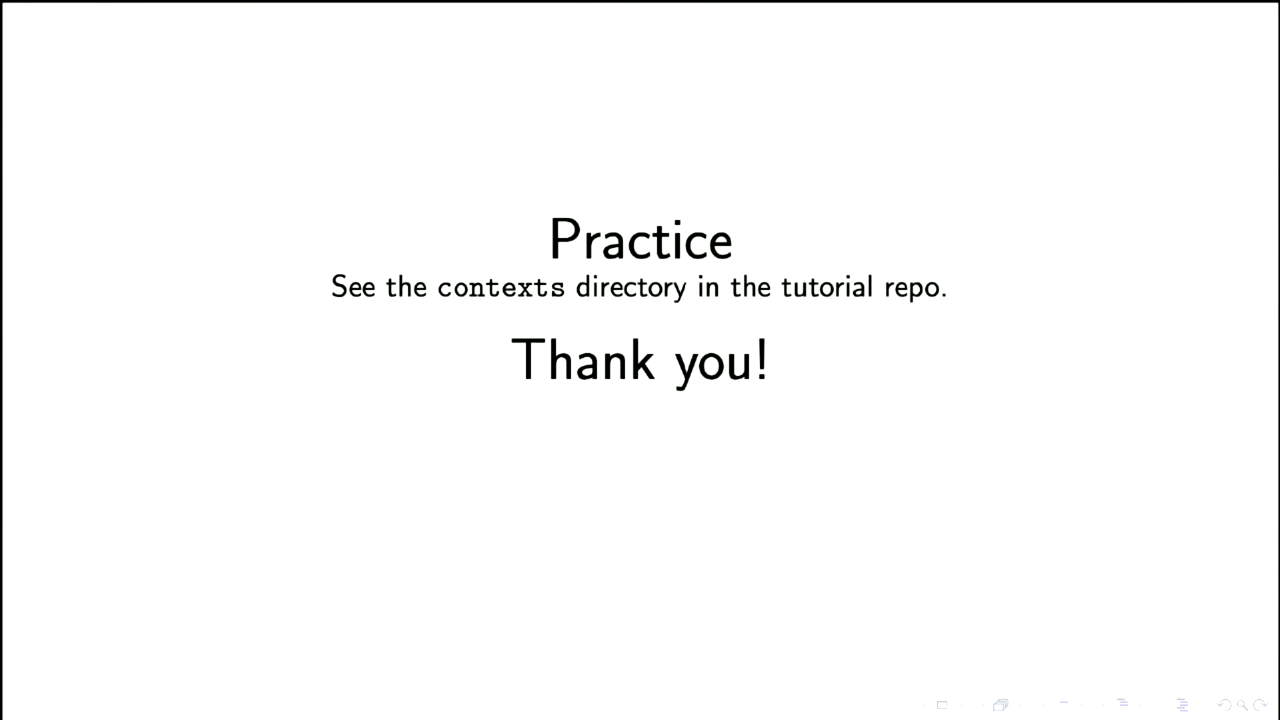 Practice
See the contexts directory in the tutorial repo.
Thank you!